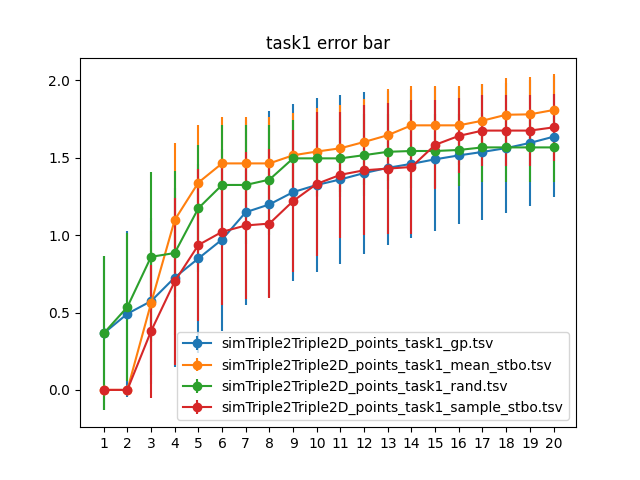 task1 error bar
2.0
1.5
1.0
0.5
0.0
simTriple2Triple2D_points_task1_gp.tsv
simTriple2Triple2D_points_task1_mean_stbo.tsv
simTriple2Triple2D_points_task1_rand.tsv
simTriple2Triple2D_points_task1_sample_stbo.tsv
1 2 3 4 5 6 7 8 9 10 11 12 13 14 15 16 17 18 19 20